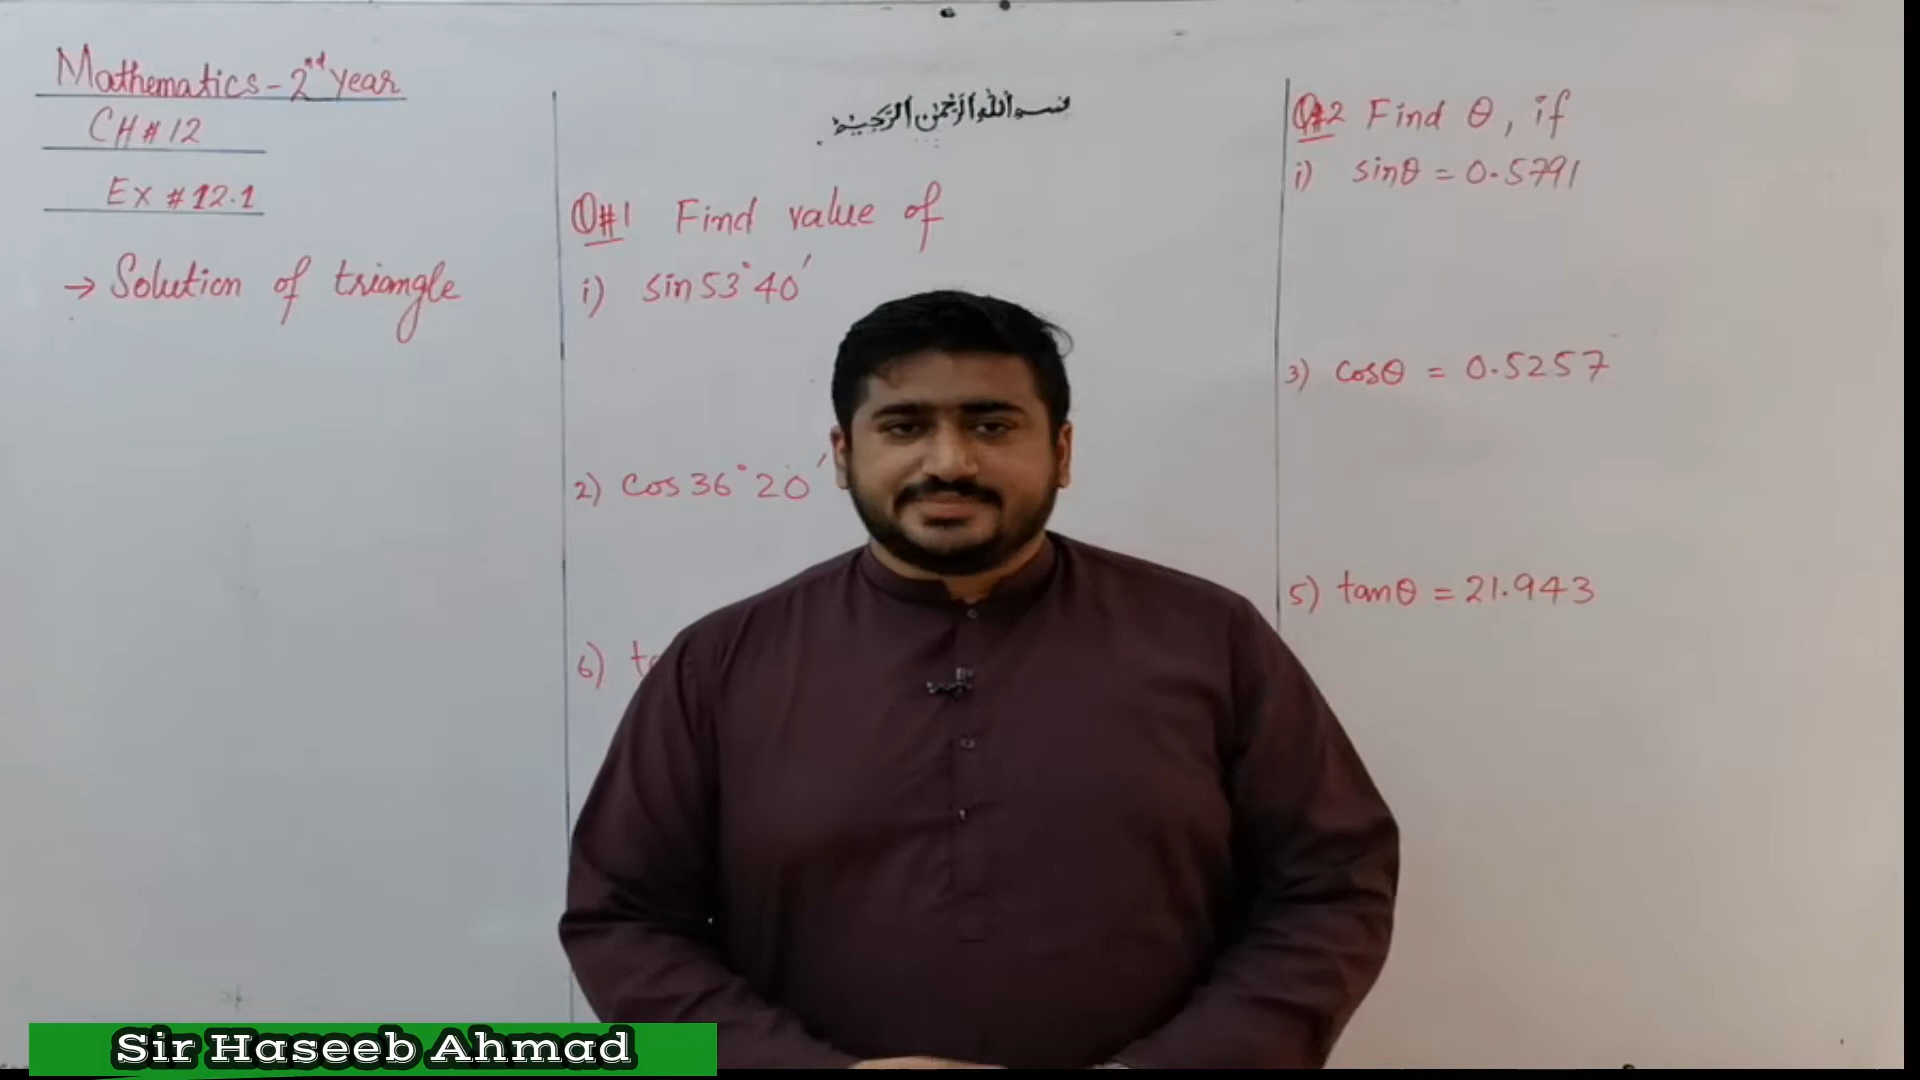 Mathematics - 2nd Year
CH # 12
Ex # 12.1
→ Solution of triangle
بسم اللہ الرحمٰن الرحیم
Q#1 Find value of
i) sin 53° 40′
2) cos 36° 20′
6)
Q#2 Find θ, if
i) sinθ = 0.5791
3) cosθ = 0.5257
5) tanθ = 21.943
Sir Haseeb Ahmad